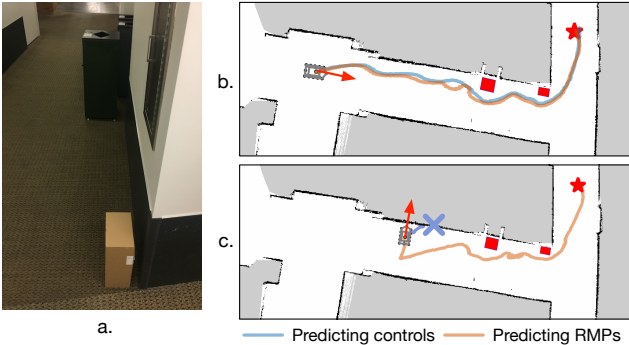 b.
c.
a.
Predicting controls
Predicting RMPs